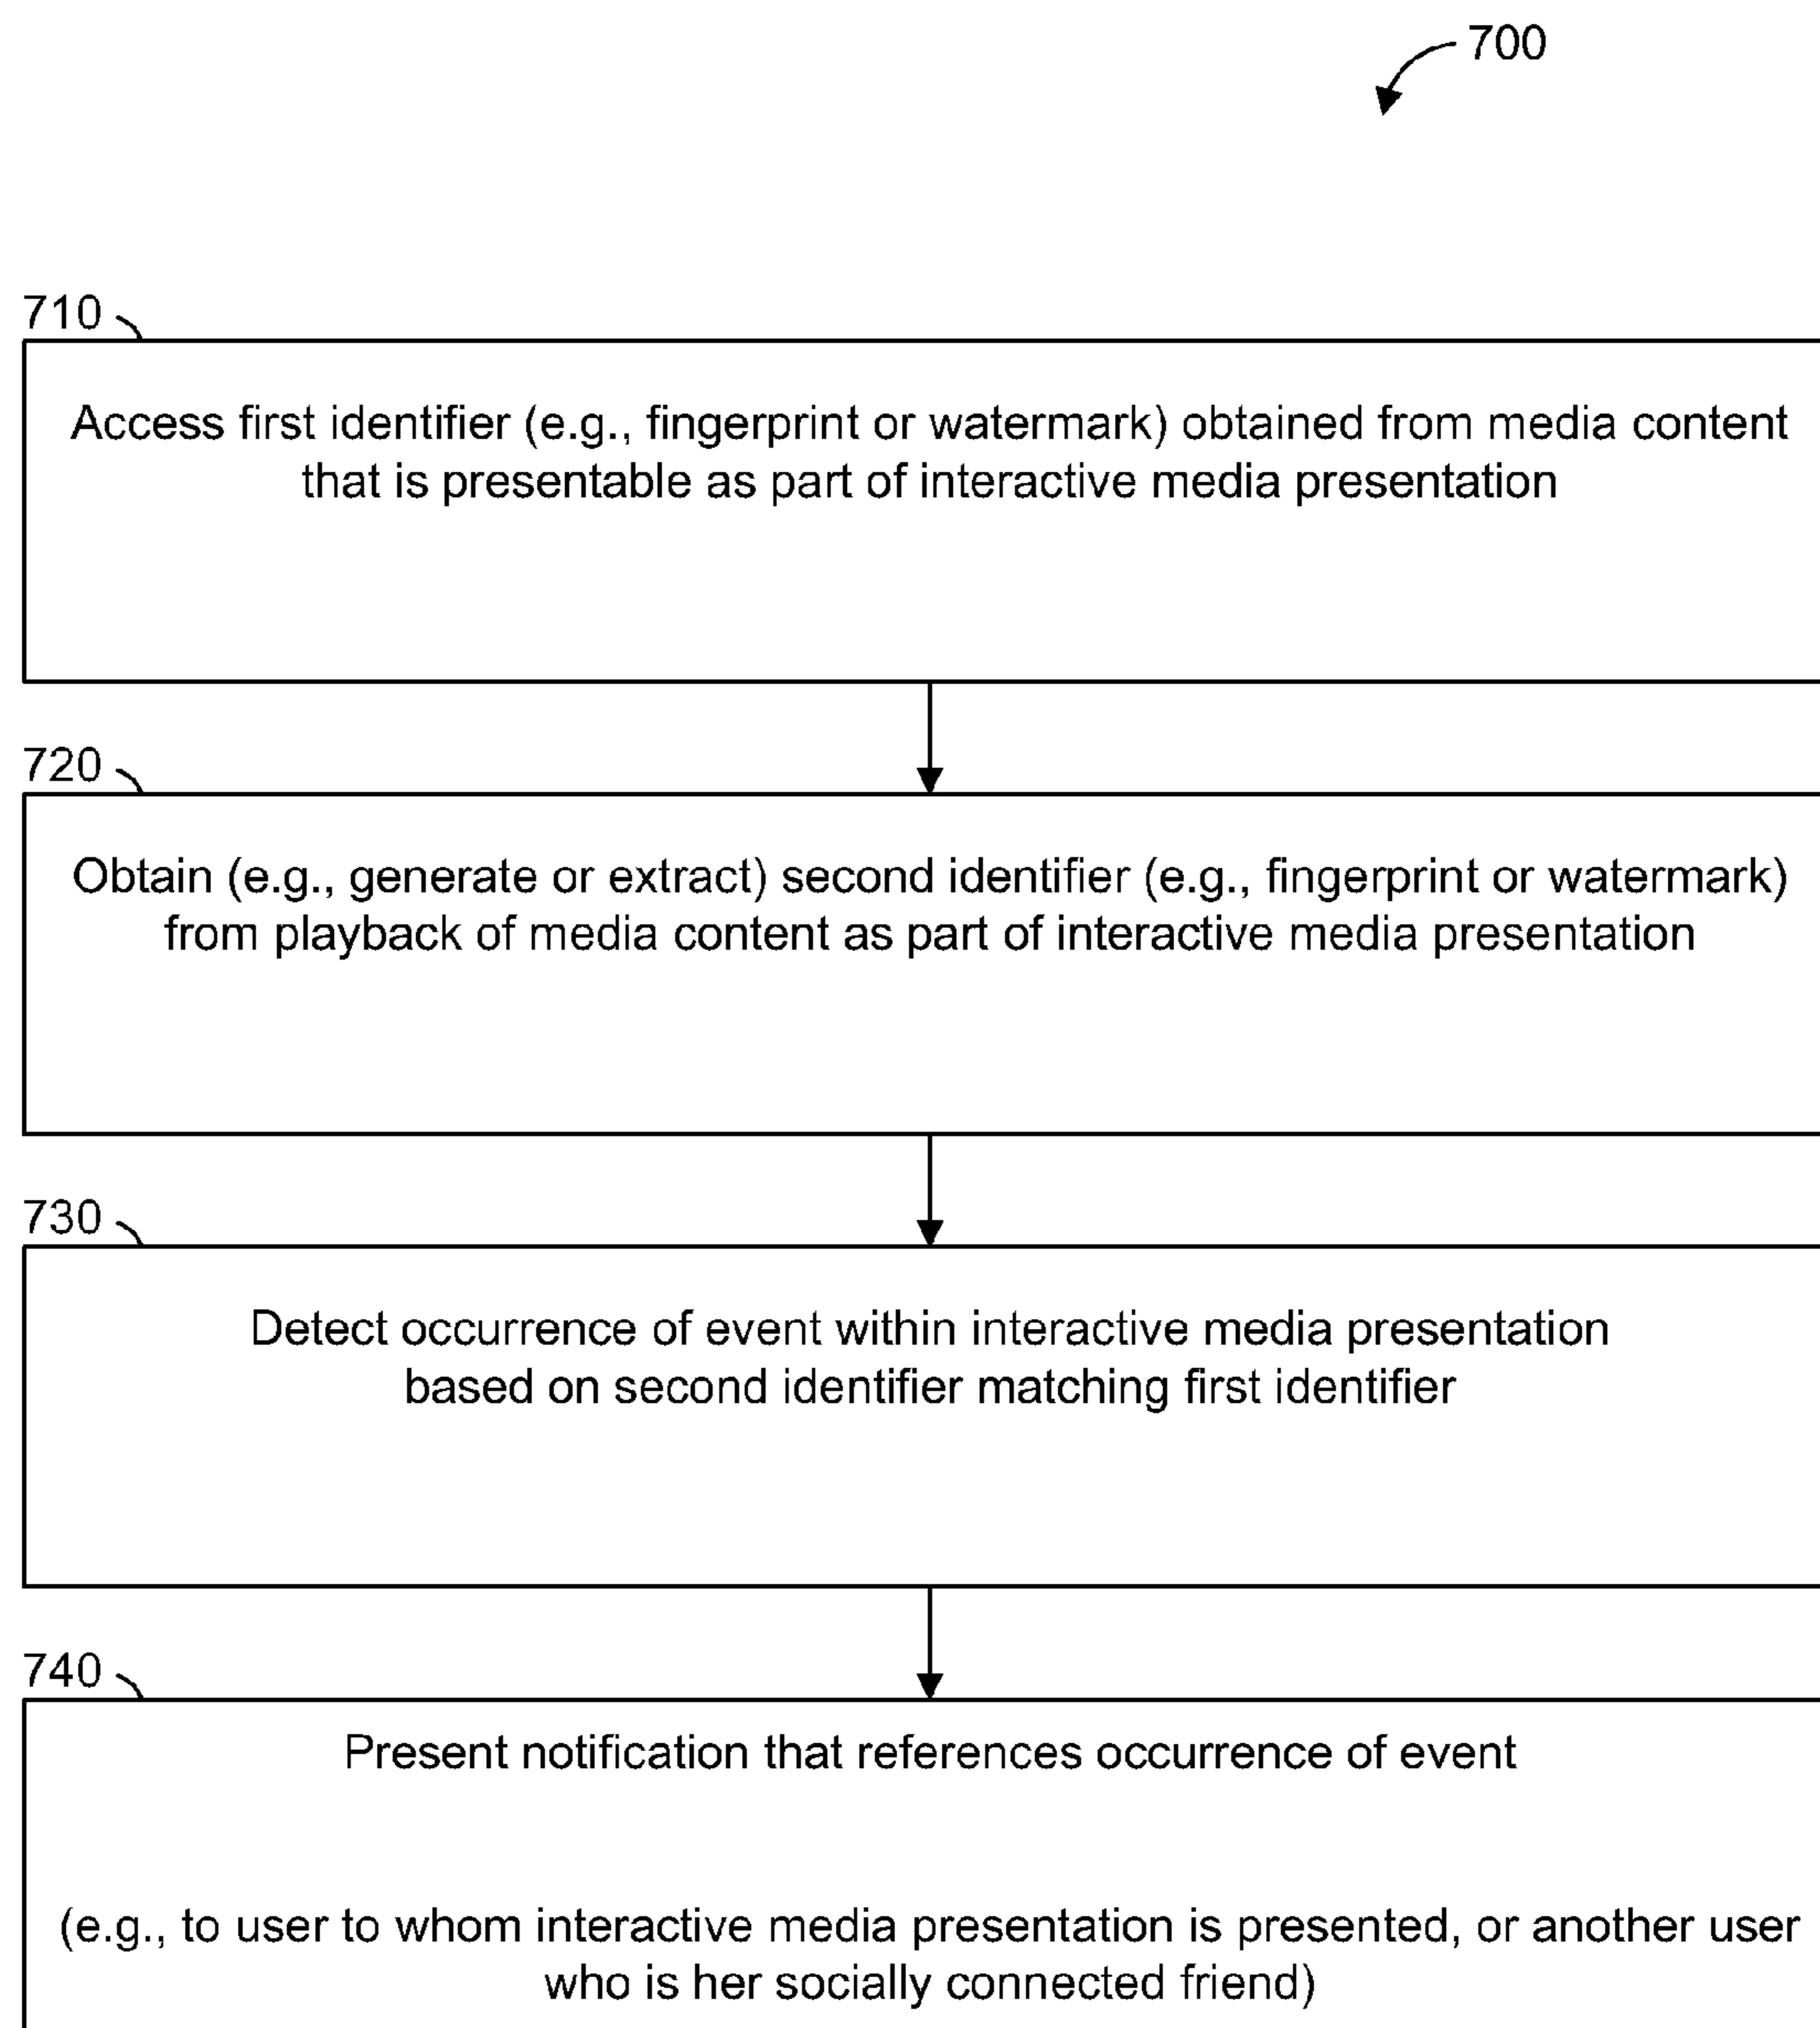 700
710
Access first identifier (e.g., fingerprint or watermark) obtained from media content
that is presentable as part of interactive media presentation
720
Obtain (e.g., generate or extract) second identifier (e.g., fingerprint or watermark)
from playback of media content as part of interactive media presentation
730
Detect occurrence of event within interactive media presentation
based on second identifier matching first identifier
740
Present notification that references occurrence of event
(e.g., to user to whom interactive media presentation is presented, or another user
who is her socially connected friend)